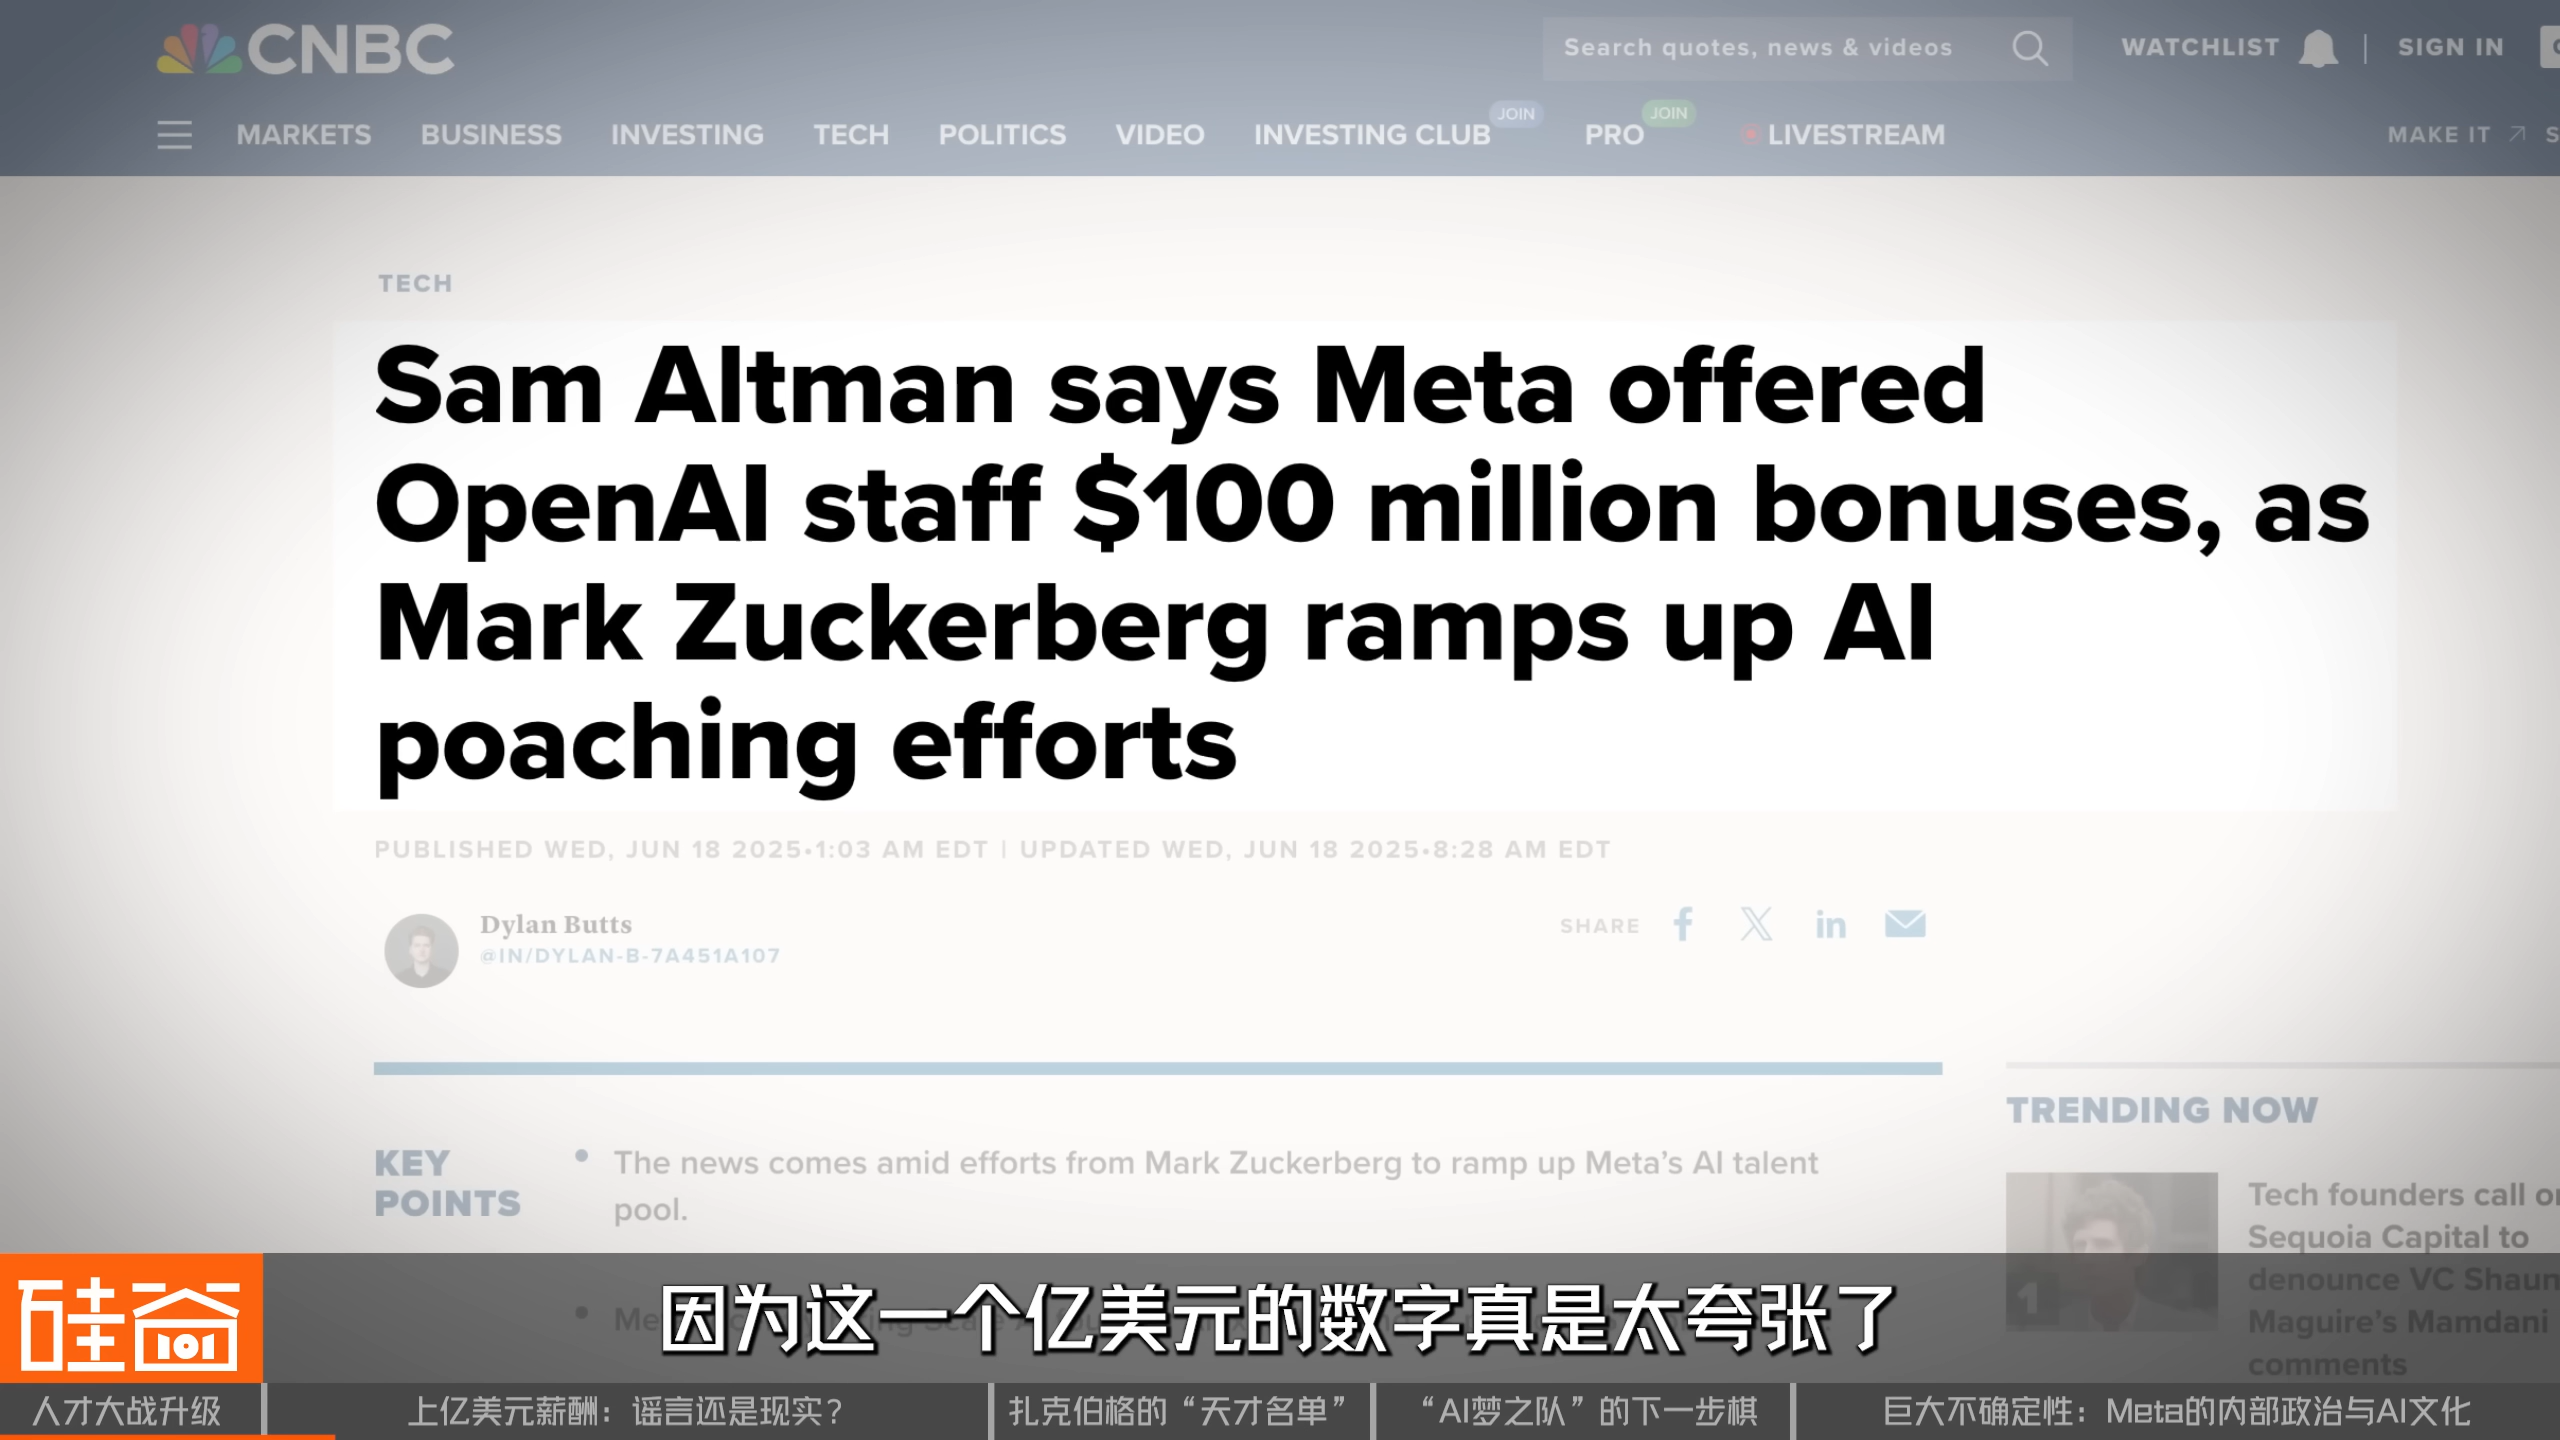 CNBC
Search quotes, news & videos
WATCHLIST
SIGN IN
MARKETS
BUSINESS
INVESTING
TECH
POLITICS
VIDEO
INVESTING CLUB
JOIN
PRO
JOIN
LIVESTREAM
MAKE IT
TECH
Sam Altman says Meta offered
OpenAI staff $100 million bonuses, as
Mark Zuckerberg ramps up AI
poaching efforts
PUBLISHED WED, JUN 18 2025•1:03 AM EDT | UPDATED WED, JUN 18 2025•8:28 AM EDT
Dylan Butts
@IN/DYLAN-B-7A451A107
SHARE
KEY
POINTS
The news comes amid efforts from Mark Zuckerberg to ramp up Meta's AI talent
pool.
TRENDING NOW
1
Tech founders call
Sequoia Capital to
denounce VC Shaun
Maguire's Mamdani
comments
硅谷
101
因为这一个亿美元的数字真是太夸张了
人才大战升级
上亿美元薪酬：谣言还是现实？
扎克伯格的“天才名单”
“AI梦之队”的下一步棋
巨大不确定性：Meta的内部政治与AI文化